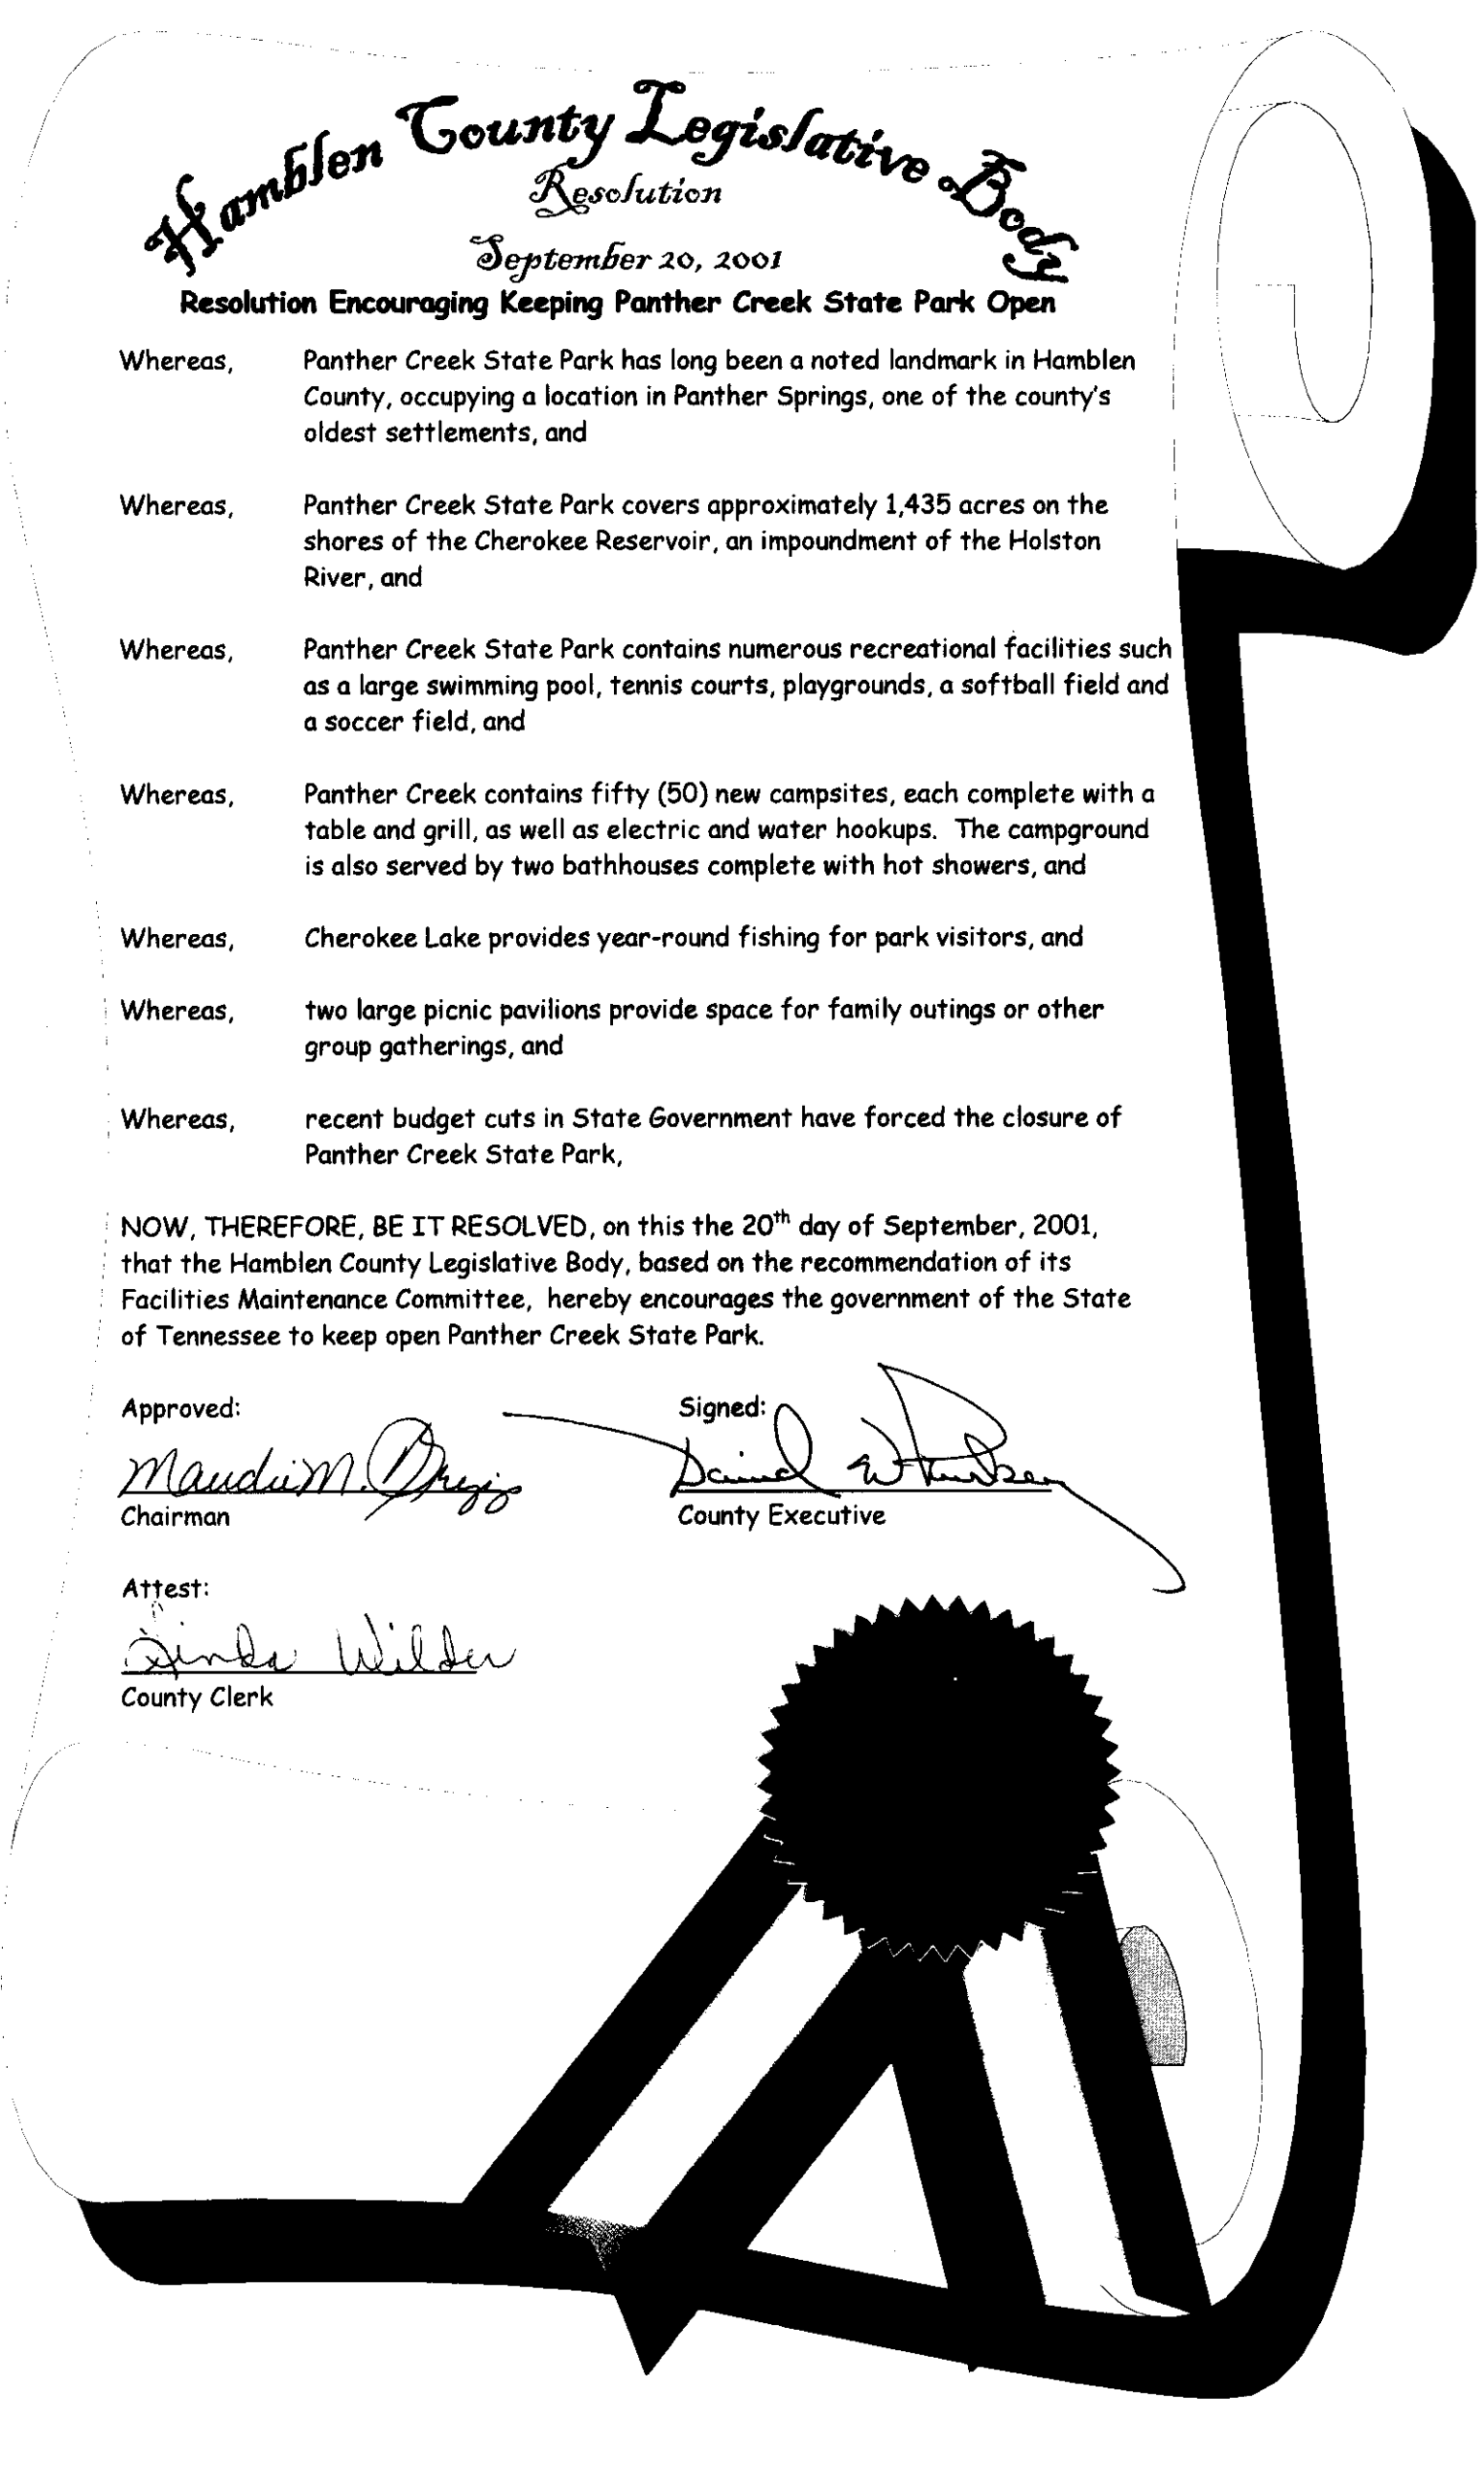 Hamblen County Legislative Body
Resolution
September 20, 2001
Resolution Encouraging Keeping Panther Creek State Park Open
Whereas, Panther Creek State Park has long been a noted landmark in Hamblen
County, occupying a location in Panther Springs, one of the county's
oldest settlements, and
Whereas, Panther Creek State Park covers approximately 1,435 acres on the
shores of the Cherokee Reservoir, an impoundment of the Holston
River, and
Whereas, Panther Creek State Park contains numerous recreational facilities such
as a large swimming pool, tennis courts, playgrounds, a softball field and
a soccer field, and
Whereas, Panther Creek contains fifty (50) new campsites, each complete with a
table and grill, as well as electric and water hookups. The campground
is also served by two bathhouses complete with hot showers, and
Whereas, Cherokee Lake provides year-round fishing for park visitors, and
Whereas, two large picnic pavilions provide space for family outings or other
group gatherings, and
Whereas, recent budget cuts in State Government have forced the closure of
Panther Creek State Park,
NOW, THEREFORE, BE IT RESOLVED, on this the 20th day of September, 2001,
that the Hamblen County Legislative Body, based on the recommendation of its
Facilities Maintenance Committee, hereby encourages the government of the State
of Tennessee to keep open Panther Creek State Park.
Approved: Signed:
Maudie M. Briggs David W.
Chairman County Executive
Attest:
Linda Wilder
County Clerk